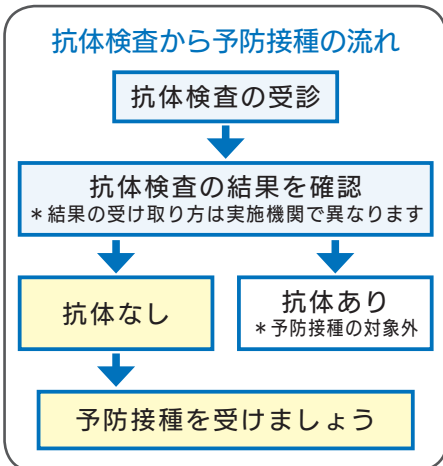 抗体検査から予防接種の流れ
抗体検査の受診
抗体検査の結果を確認
＊結果の受け取り方は実施機関で異なります
抗体なし
抗体あり
＊予防接種の対象外
予防接種を受けましょう